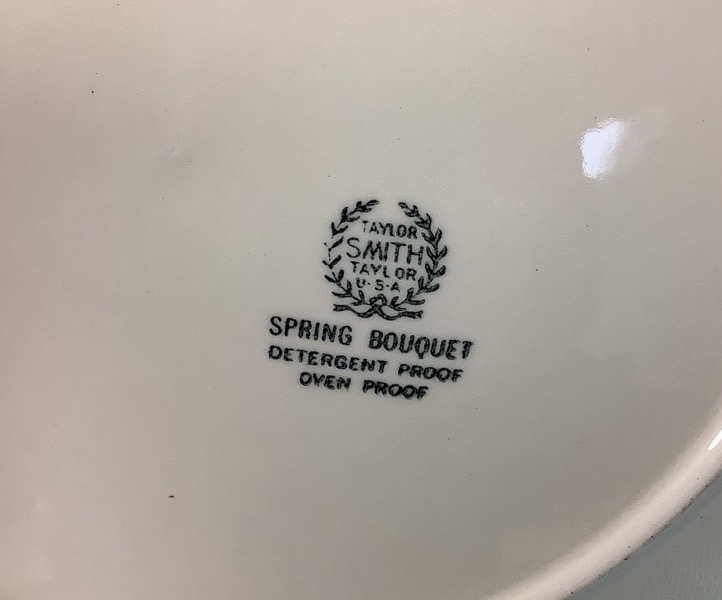 TAYLOR
SMITH
TAYLOR
U·S·A
SPRING BOUQUET
DETERGENT PROOF
OVEN PROOF